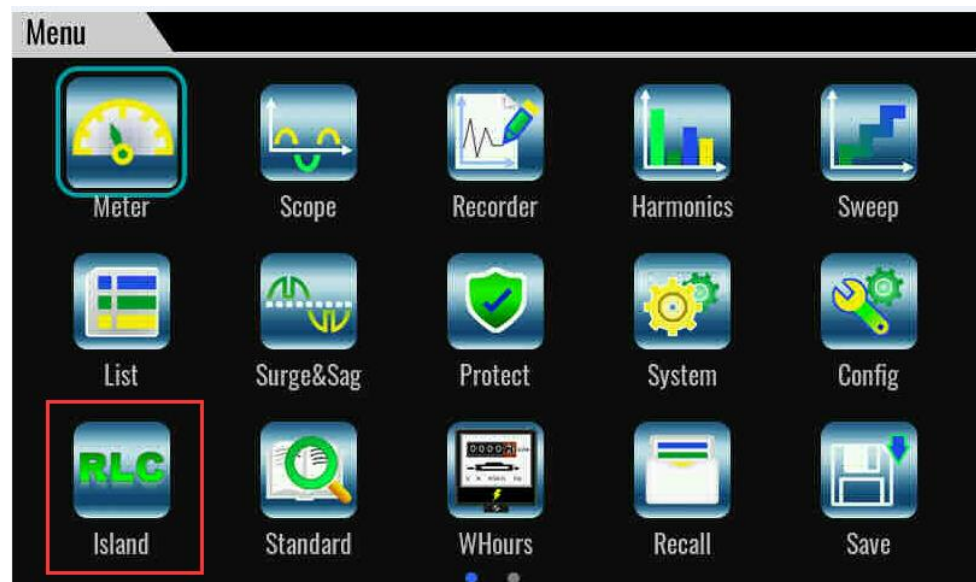 Menu
Meter Scope Recorder Harmonics Sweep
List Surge&Sag Protect System Config
RLC
Island Standard WHours Recall Save